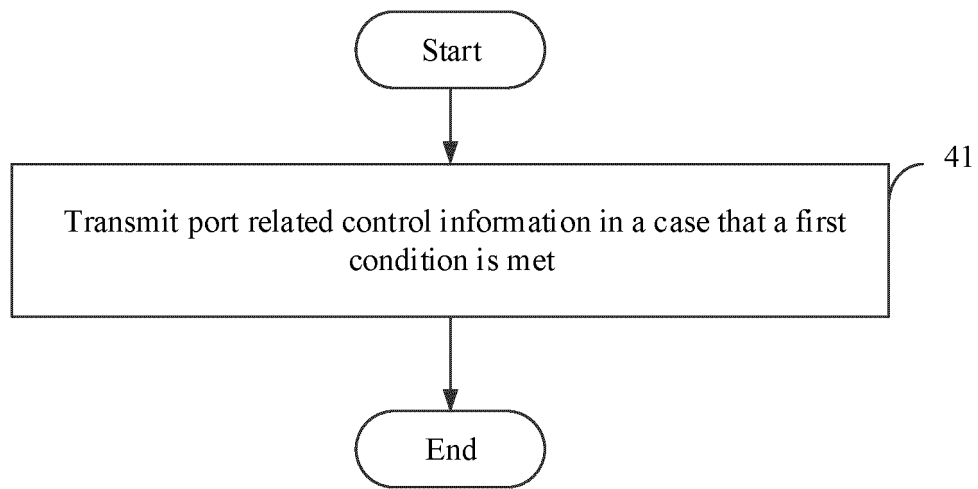 Start
41
Transmit port related control information in a case that a first
condition is met
End